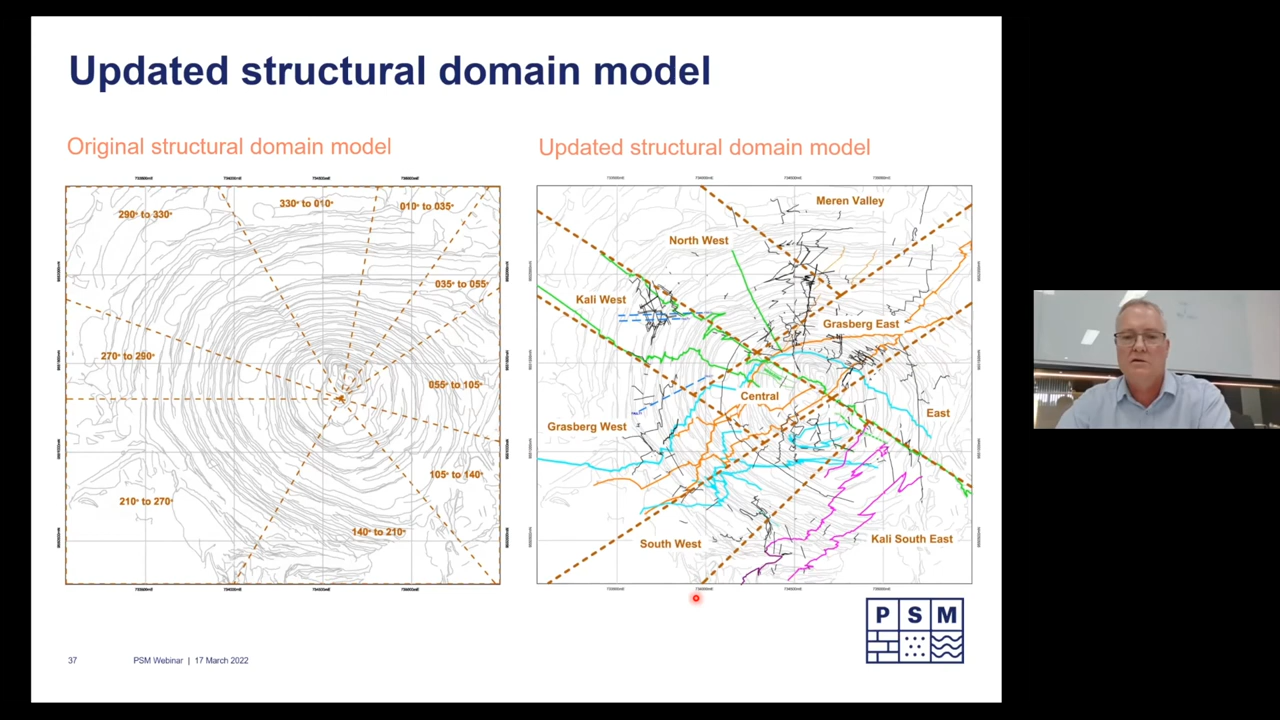 Updated structural domain model
Original structural domain model
Updated structural domain model
290° to 330°
330° to 010°
010° to 035°
035° to 055°
270° to 290°
055° to 105°
105° to 140°
210° to 270°
140° to 210°
Meren Valley
North West
Kali West
Grasberg East
Central
East
Grasberg West
South West
Kali South East
P S M
37
PSM Webinar | 17 March 2022